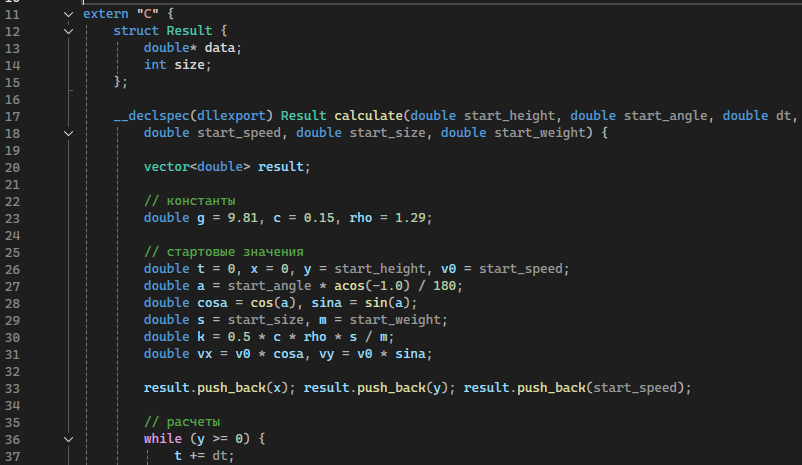 11 extern "C" {
12 struct Result {
13 double* data;
14 int size;
15 };
16
17 __declspec(dllexport) Result calculate(double start_height, double start_angle, double dt,
18 double start_speed, double start_size, double start_weight) {
19
20 vector<double> result;
21
22 // константы
23 double g = 9.81, c = 0.15, rho = 1.29;
24
25 // стартовые значения
26 double t = 0, x = 0, y = start_height, v0 = start_speed;
27 double a = start_angle * acos(-1.0) / 180;
28 double cosa = cos(a), sina = sin(a);
29 double s = start_size, m = start_weight;
30 double k = 0.5 * c * rho * s / m;
31 double vx = v0 * cosa, vy = v0 * sina;
32
33 result.push_back(x); result.push_back(y); result.push_back(start_speed);
34
35 // расчеты
36 while (y >= 0) {
37 t += dt;